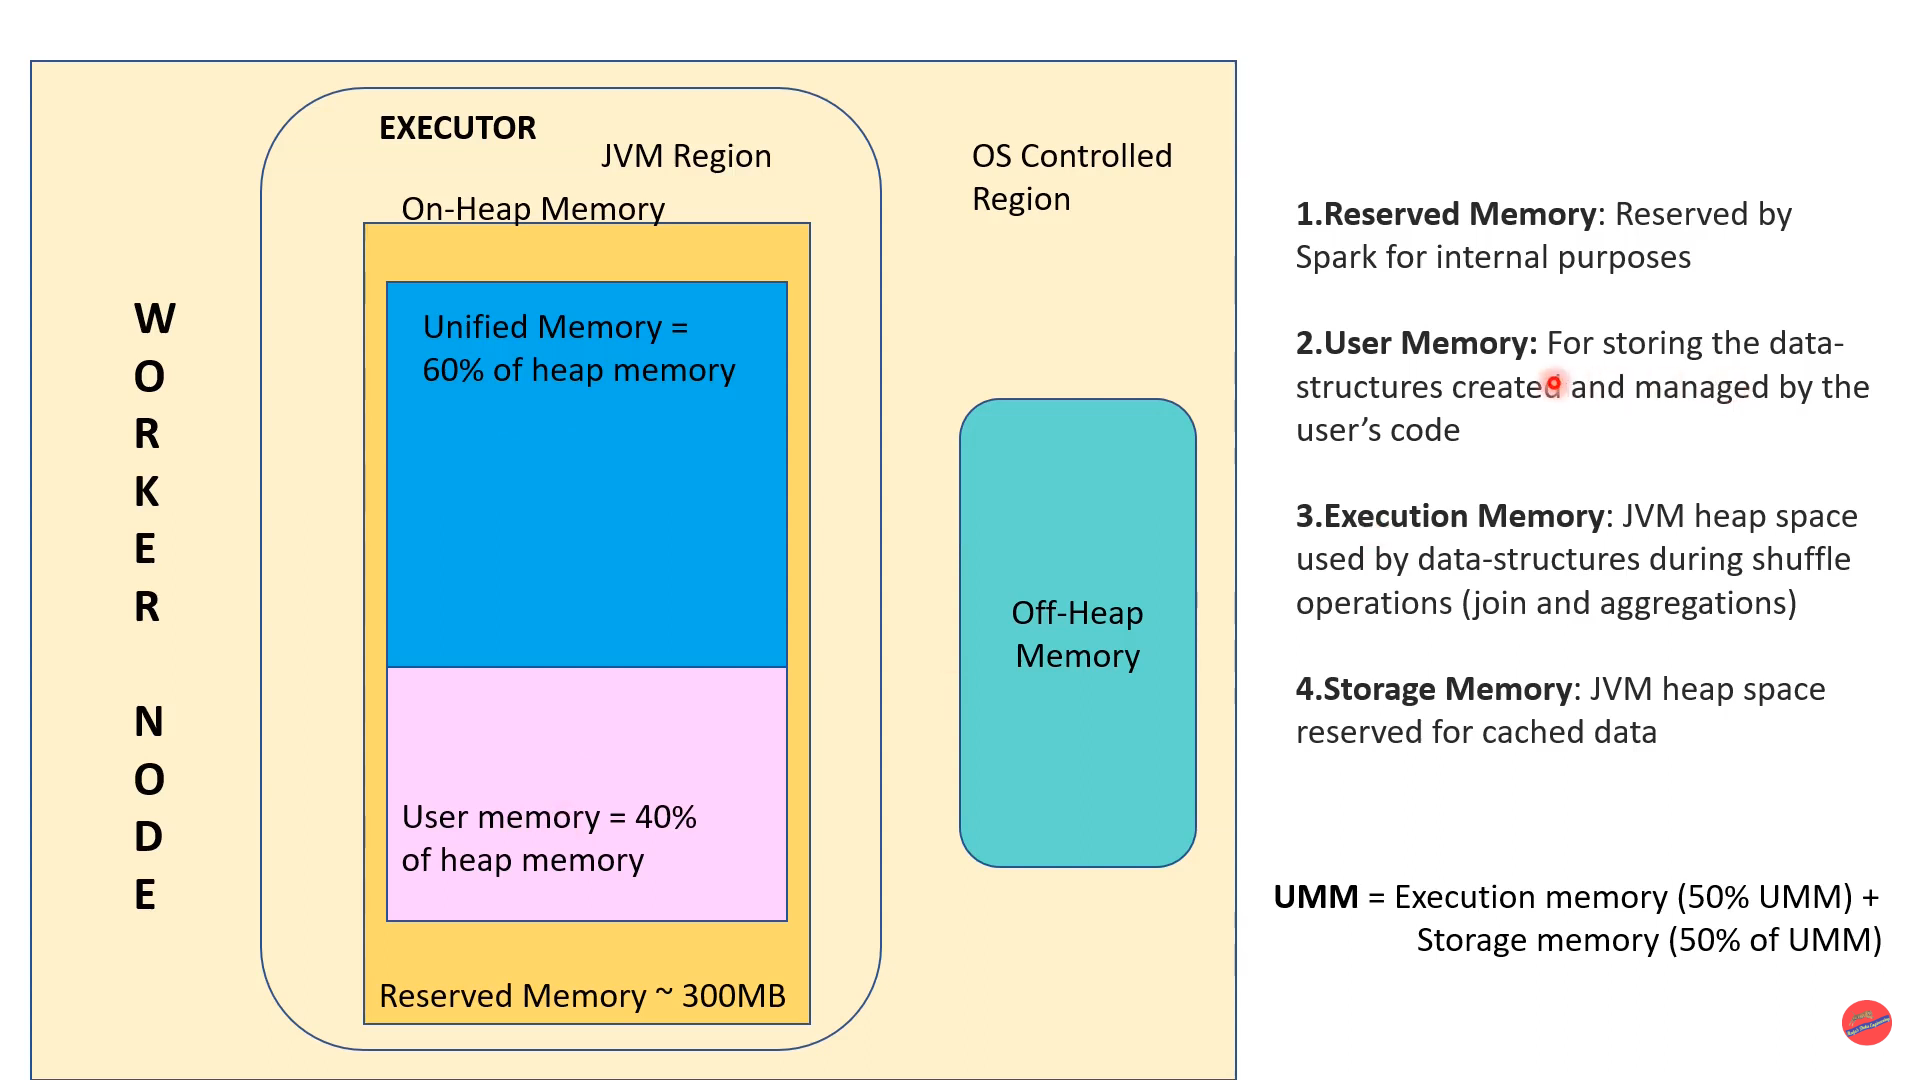 EXECUTOR
JVM Region
On-Heap Memory
OS Controlled
Region
W
O
R
K
E
R
N
O
D
E
Unified Memory =
60% of heap memory
User memory = 40%
of heap memory
Reserved Memory ~ 300MB
Off-Heap
Memory
1.Reserved Memory: Reserved by
Spark for internal purposes
2.User Memory: For storing the data-
structures created and managed by the
user’s code
3.Execution Memory: JVM heap space
used by data-structures during shuffle
operations (join and aggregations)
4.Storage Memory: JVM heap space
reserved for cached data
UMM = Execution memory (50% UMM) +
Storage memory (50% of UMM)